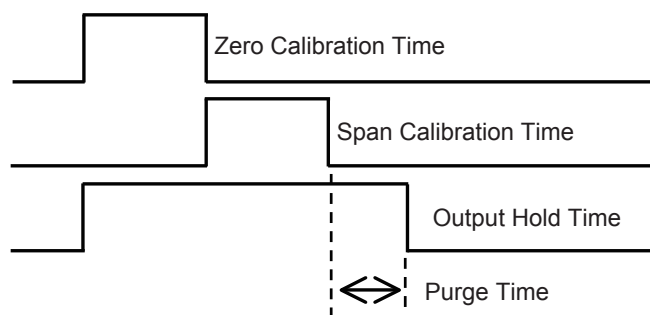 Zero Calibration Time
Span Calibration Time
Output Hold Time
Purge Time